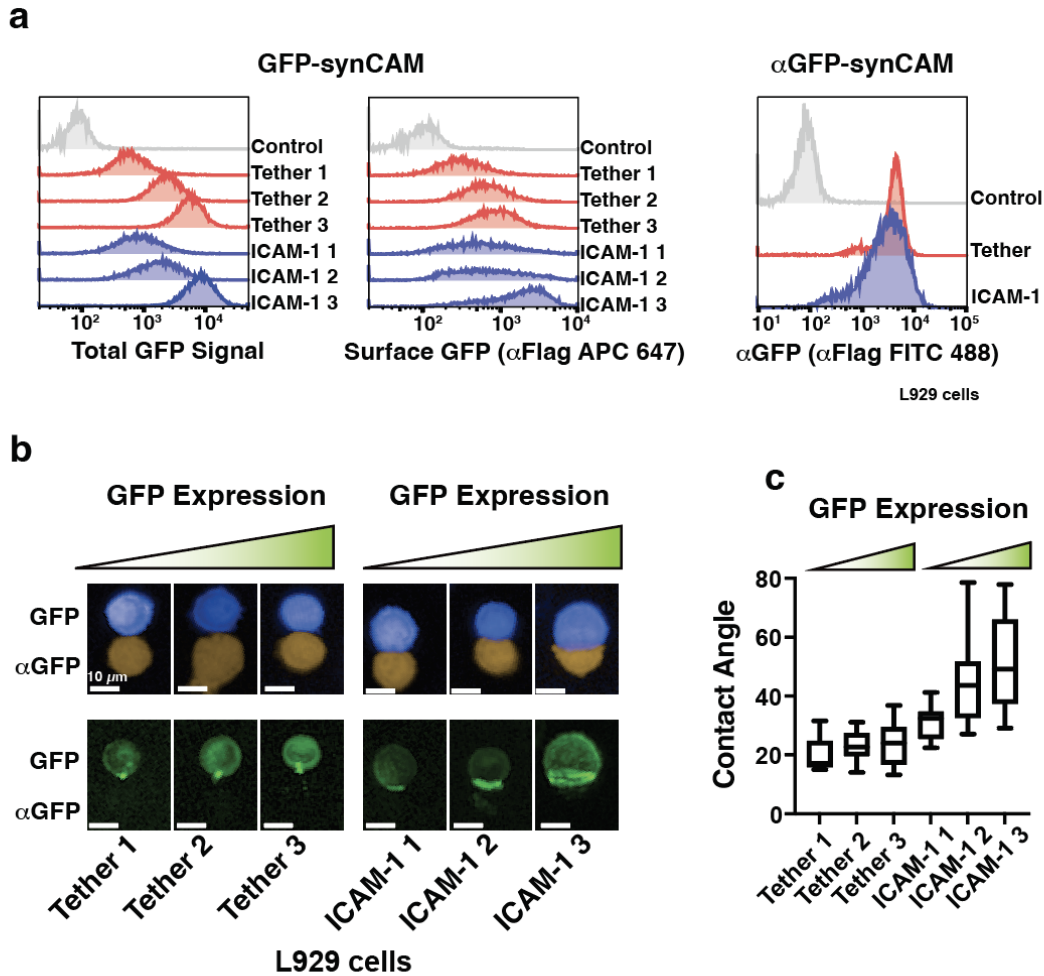 a
GFP-synCAM
αGFP-synCAM
Control
Tether 1
Tether 2
Tether 3
ICAM-1 1
ICAM-1 2
ICAM-1 3
10² 10³ 10⁴
Total GFP Signal
Control
Tether 1
Tether 2
Tether 3
ICAM-1 1
ICAM-1 2
ICAM-1 3
10² 10³ 10⁴
Surface GFP (αFlag APC 647)
Control
Tether
ICAM-1
10¹ 10² 10³ 10⁴ 10⁵
αGFP (αFlag FITC 488)
L929 cells
b
GFP Expression
GFP Expression
GFP
αGFP
10 µm
GFP
αGFP
Tether 1
Tether 2
Tether 3
ICAM-1 1
ICAM-1 2
ICAM-1 3
L929 cells
c
GFP Expression
Contact Angle
80
60
40
20
0
Tether 1
Tether 2
Tether 3
ICAM-1 1
ICAM-1 2
ICAM-1 3